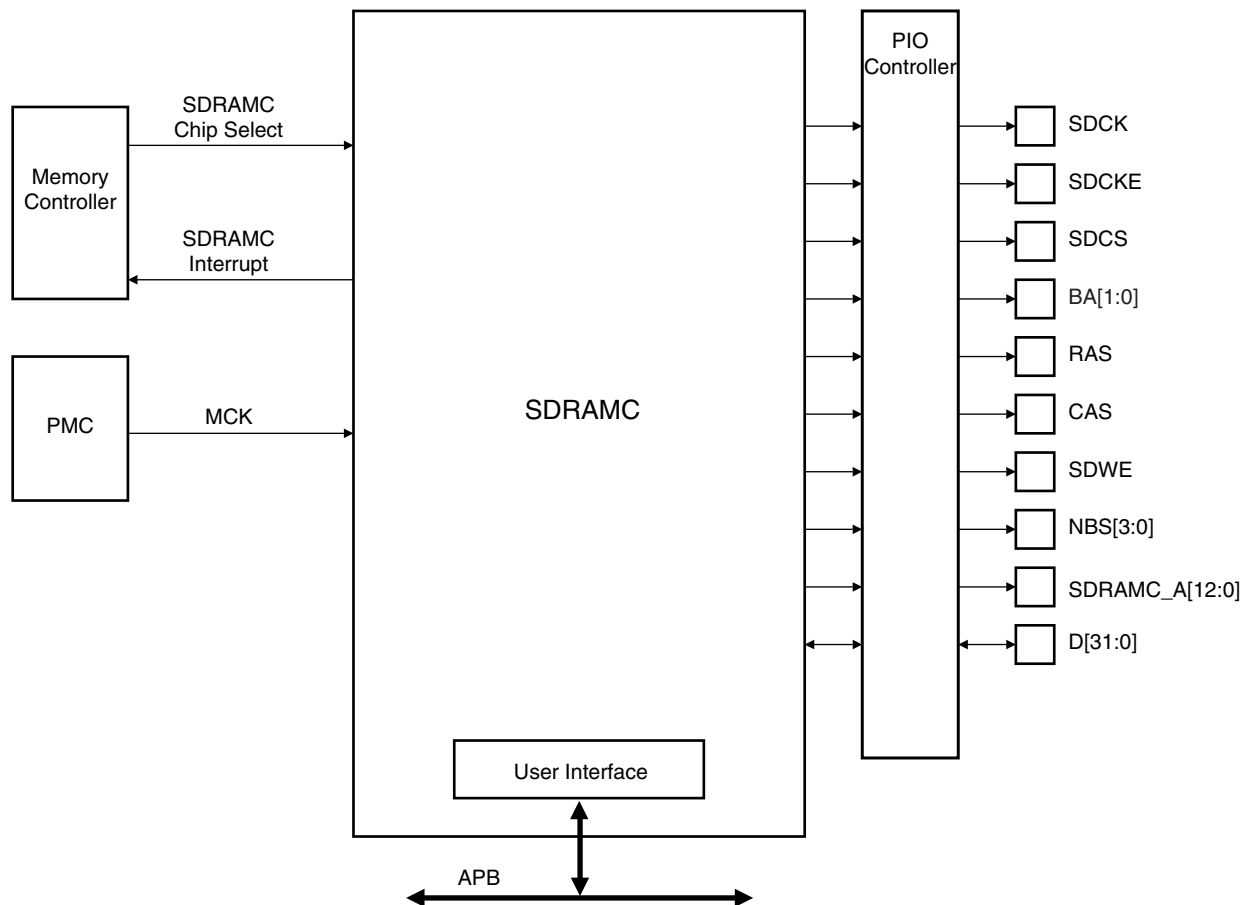 PIO
Controller
SDRAMC
Chip Select
Memory
Controller
SDRAMC
Interrupt
PMC
MCK
SDRAMC
User Interface
APB
SDCK
SDCKE
SDCS
BA[1:0]
RAS
CAS
SDWE
NBS[3:0]
SDRAMC_A[12:0]
D[31:0]